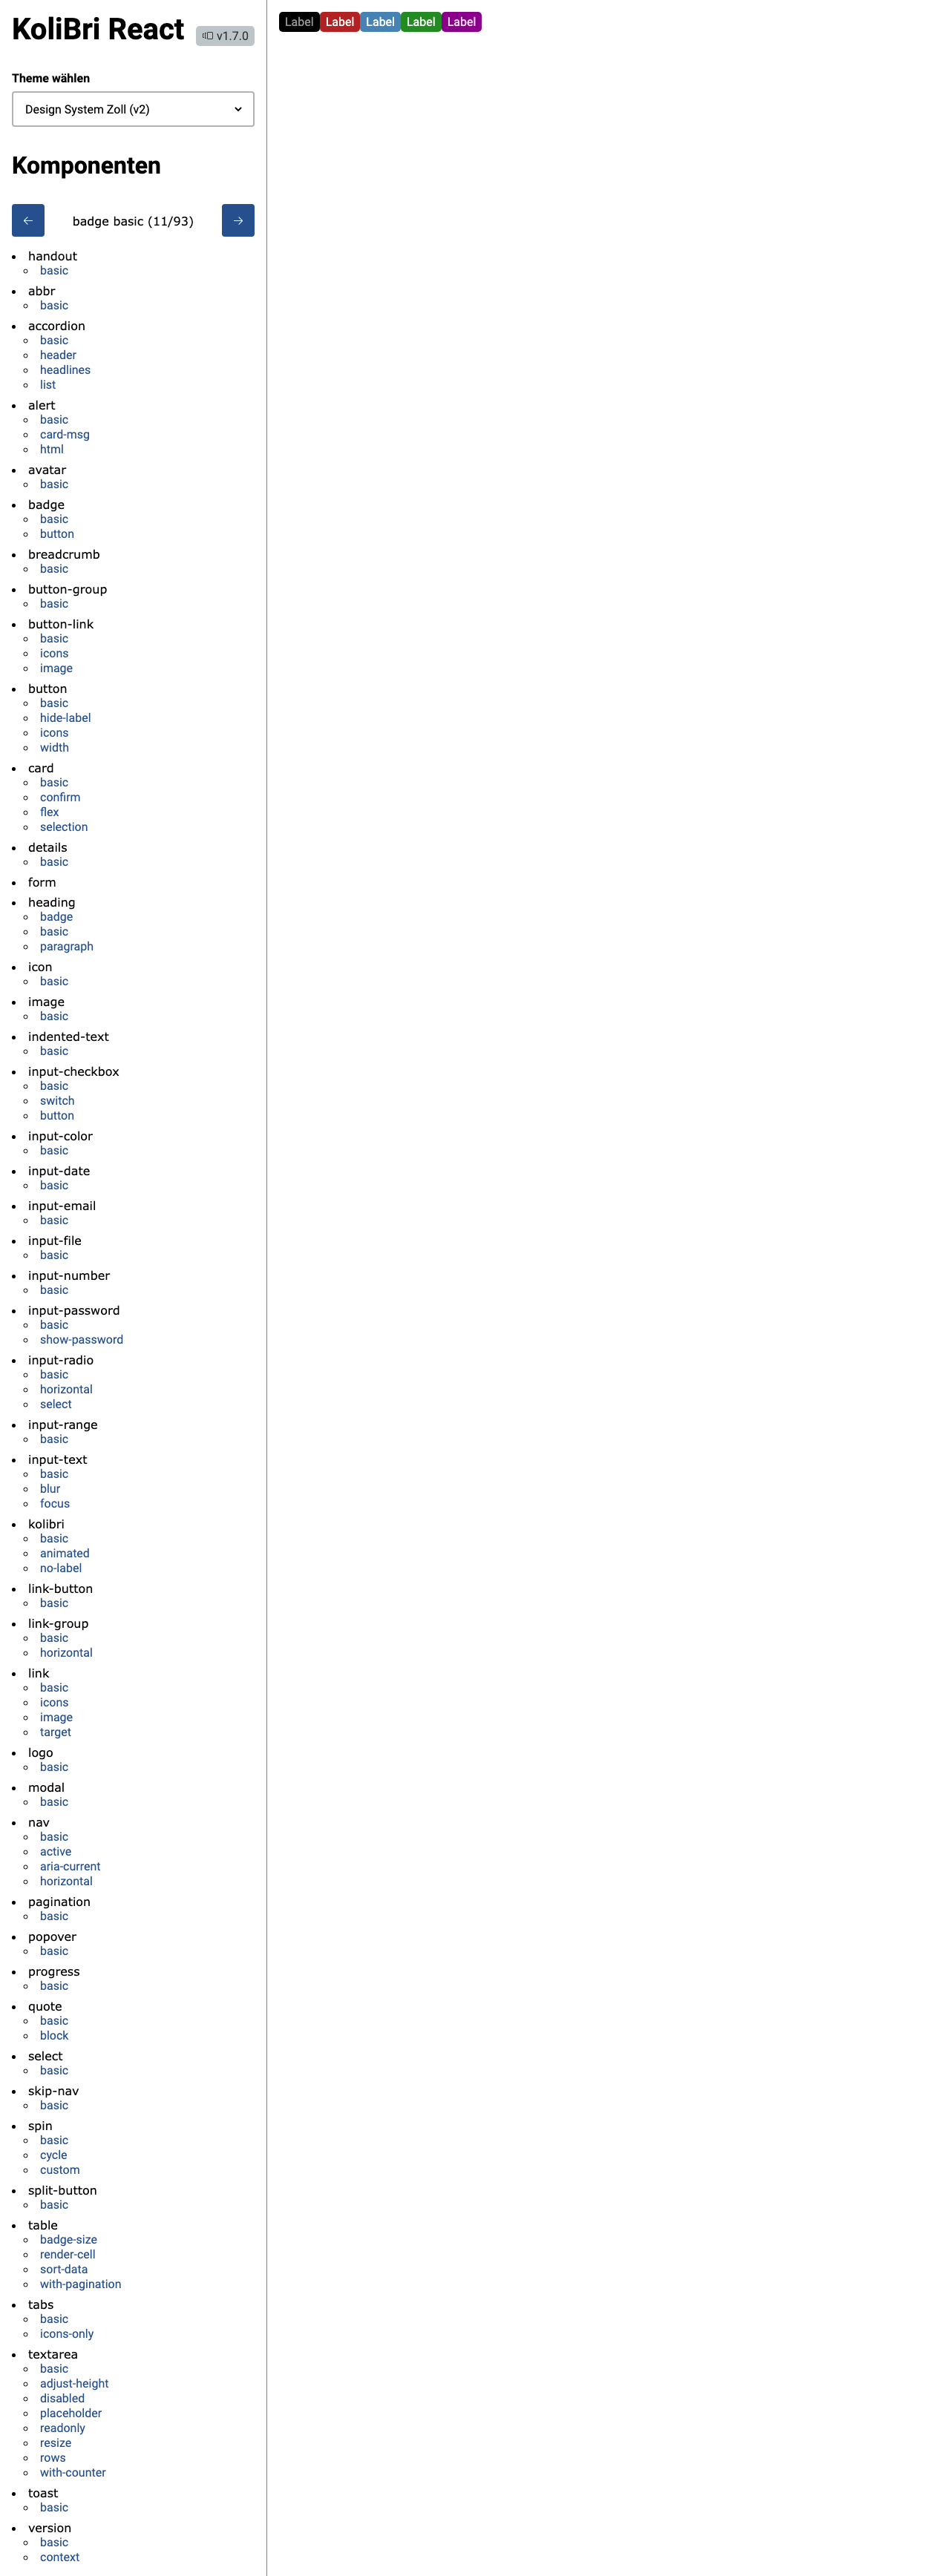 KoliBri React
v1.7.0
Theme wählen
Design System Zoll (v2)
Komponenten
← badge basic (11/93) →
handout
basic
abbr
basic
accordion
basic
header
headlines
list
alert
basic
card-msg
html
avatar
basic
badge
basic
button
breadcrumb
basic
button-group
basic
button-link
basic
icons
image
button
basic
hide-label
icons
width
card
basic
confirm
flex
selection
details
basic
form
heading
badge
basic
paragraph
icon
basic
image
basic
indented-text
basic
input-checkbox
basic
switch
button
input-color
basic
input-date
basic
input-email
basic
input-file
basic
input-number
basic
input-password
basic
show-password
input-radio
basic
horizontal
select
input-range
basic
input-text
basic
blur
focus
kolibri
basic
animated
no-label
link-button
basic
link-group
basic
horizontal
link
basic
icons
image
target
logo
basic
modal
basic
nav
basic
active
aria-current
horizontal
pagination
basic
popover
basic
progress
basic
quote
basic
block
select
basic
skip-nav
basic
spin
basic
cycle
custom
split-button
basic
table
badge-size
render-cell
sort-data
with-pagination
tabs
basic
icons-only
textarea
basic
adjust-height
disabled
placeholder
readonly
resize
rows
with-counter
toast
basic
version
basic
context
Label Label Label Label Label